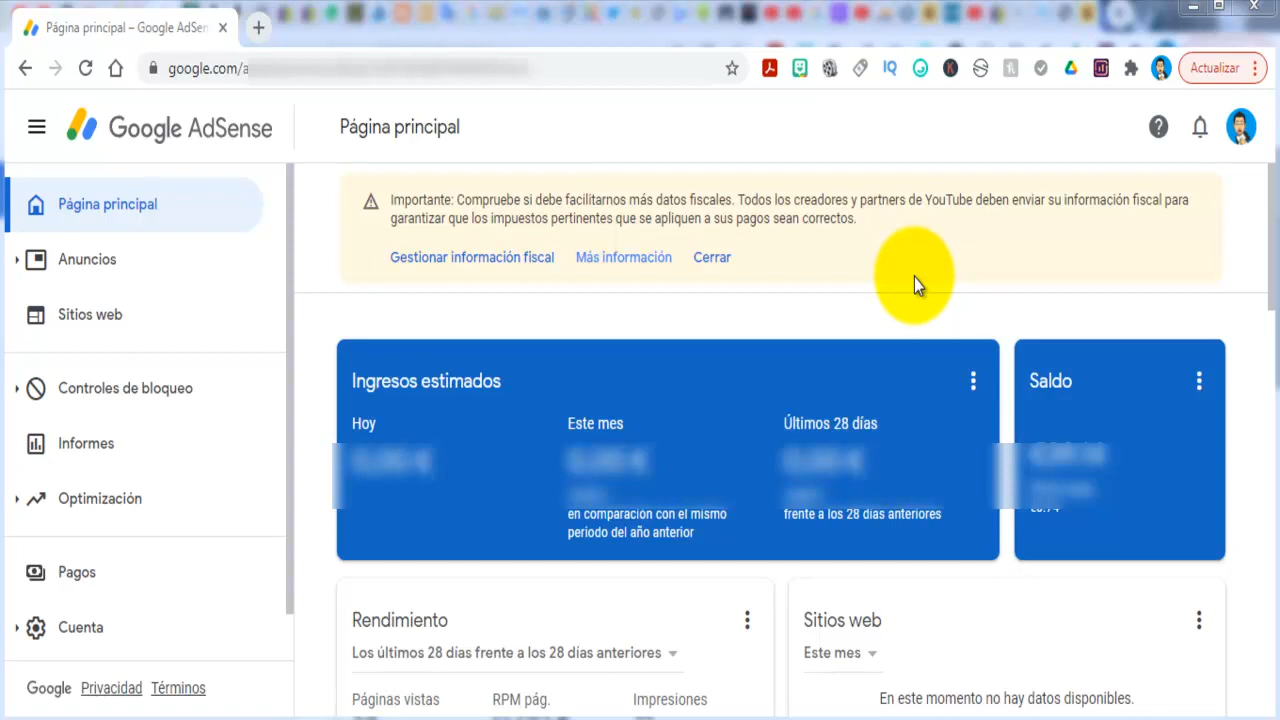 Página principal – Google AdSen
google.com/a
Actualizar
Google AdSense
Página principal
Página principal
Anuncios
Sitios web
Controles de bloqueo
Informes
Optimización
Pagos
Cuenta
Google Privacidad Términos
Importante: Compruebe si debe facilitarnos más datos fiscales. Todos los creadores y partners de YouTube deben enviar su información fiscal para
garantizar que los impuestos pertinentes que se apliquen a sus pagos sean correctos.
Gestionar información fiscal Más información Cerrar
Ingresos estimados
Hoy
Este mes
en comparación con el mismo
periodo del año anterior
Últimos 28 días
frente a los 28 días anteriores
Saldo
Rendimiento
Los últimos 28 días frente a los 28 días anteriores
Páginas vistas RPM pág. Impresiones
Sitios web
Este mes
En este momento no hay datos disponibles.